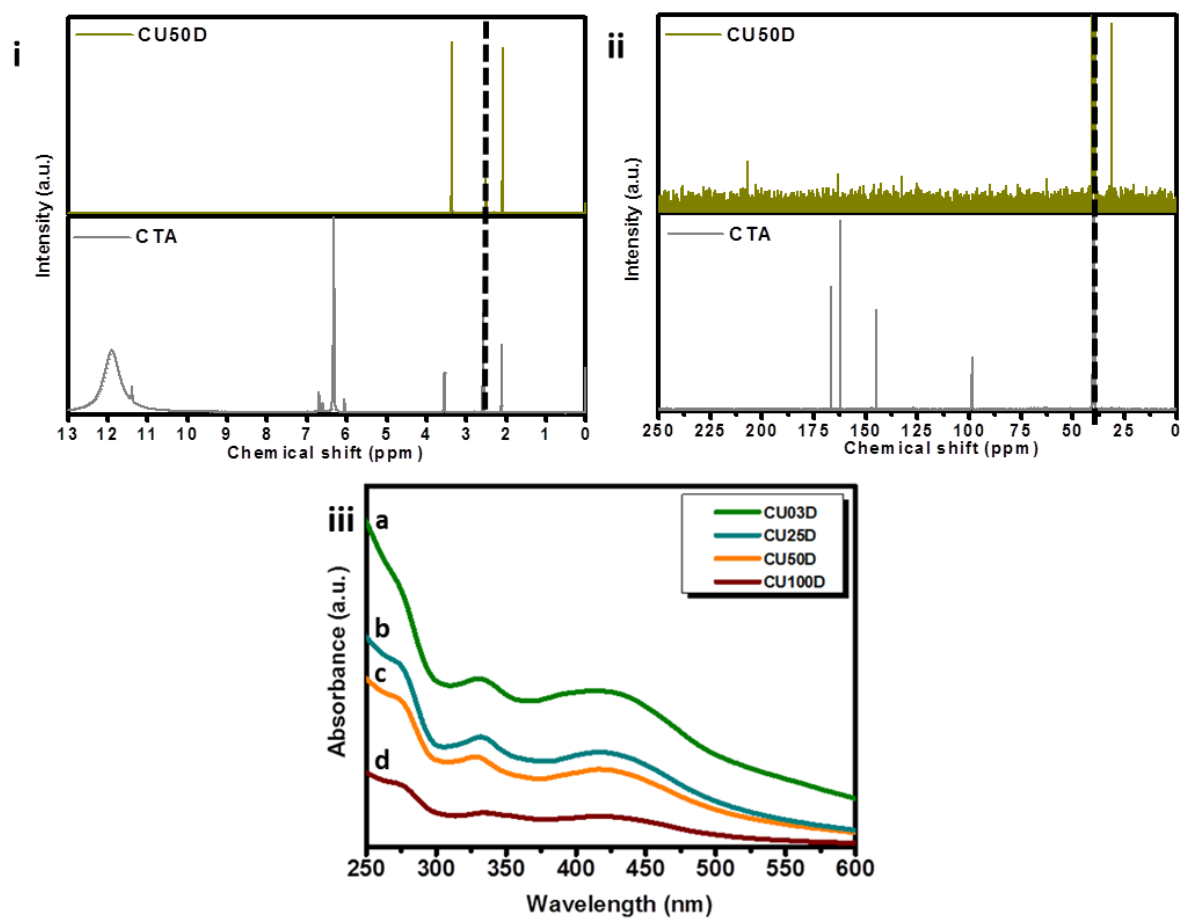 i
CU50D
CTA
Intensity (a.u.)
13 12 11 10 9 8 7 6 5 4 3 2 1 0
Chemical shift (ppm)
ii
CU50D
CTA
Intensity (a.u.)
250 225 200 175 150 125 100 75 50 25 0
Chemical shift (ppm)
iii
a
b
c
d
CU03D
CU25D
CU50D
CU100D
Absorbance (a.u.)
250 300 350 400 450 500 550 600
Wavelength (nm)